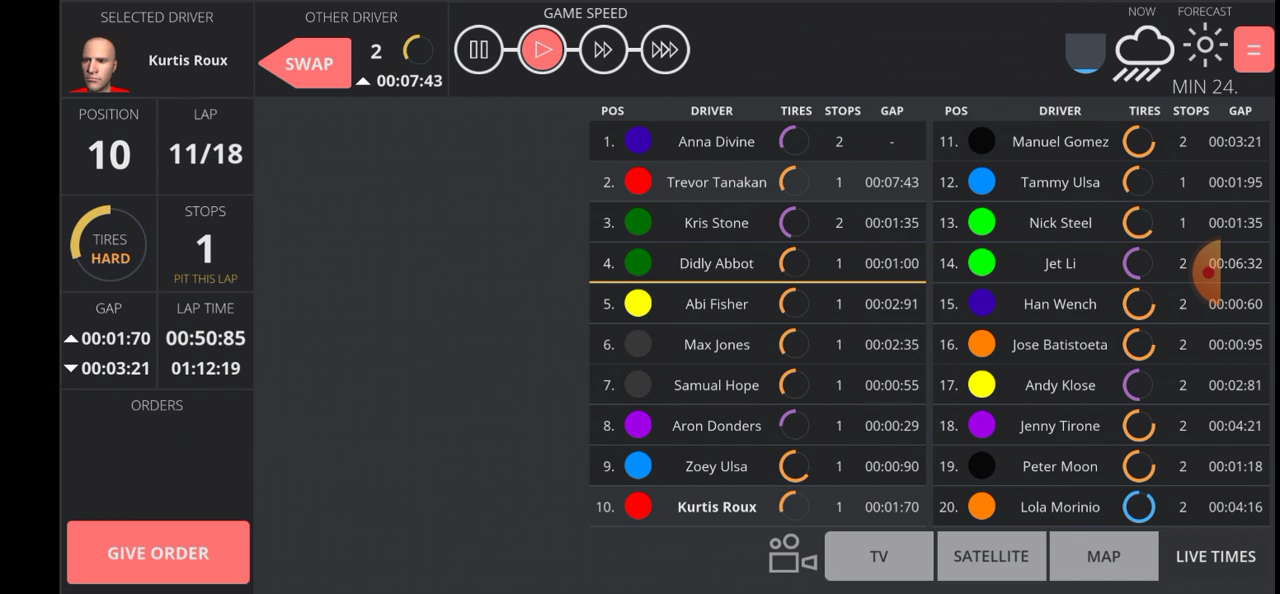 SELECTED DRIVER
Kurtis Roux
OTHER DRIVER
SWAP
2
00:07:43
GAME SPEED
NOW
FORECAST
MIN 24.
POSITION
10
LAP
11/18
TIRES
HARD
STOPS
1
PIT THIS LAP
GAP
00:01:70
00:03:21
LAP TIME
00:50:85
01:12:19
ORDERS
GIVE ORDER
POS DRIVER TIRES STOPS GAP
1. Anna Divine 2 -
2. Trevor Tanakan 1 00:07:43
3. Kris Stone 2 00:01:35
4. Didly Abbot 1 00:01:00
5. Abi Fisher 1 00:02:91
6. Max Jones 1 00:02:35
7. Samual Hope 1 00:00:55
8. Aron Donders 1 00:00:29
9. Zoey Ulsa 1 00:00:90
10. Kurtis Roux 1 00:01:70
POS DRIVER TIRES STOPS GAP
11. Manuel Gomez 2 00:03:21
12. Tammy Ulsa 1 00:01:95
13. Nick Steel 1 00:01:35
14. Jet Li 2 00:06:32
15. Han Wench 2 00:00:60
16. Jose Batistoeta 2 00:00:95
17. Andy Klose 2 00:02:81
18. Jenny Tirone 2 00:04:21
19. Peter Moon 2 00:01:18
20. Lola Morinio 2 00:04:16
TV
SATELLITE
MAP
LIVE TIMES